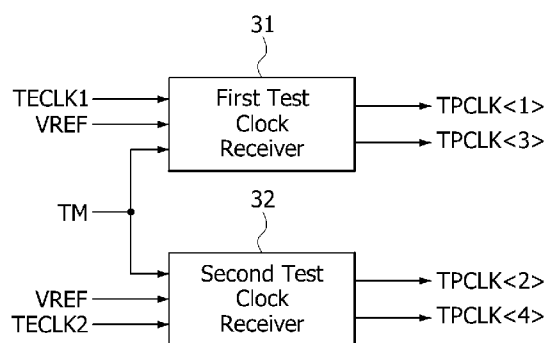 31
TECLK1
VREF
First Test
Clock
Receiver
TPCLK<1>
TPCLK<3>
TM
32
VREF
TECLK2
Second Test
Clock
Receiver
TPCLK<2>
TPCLK<4>